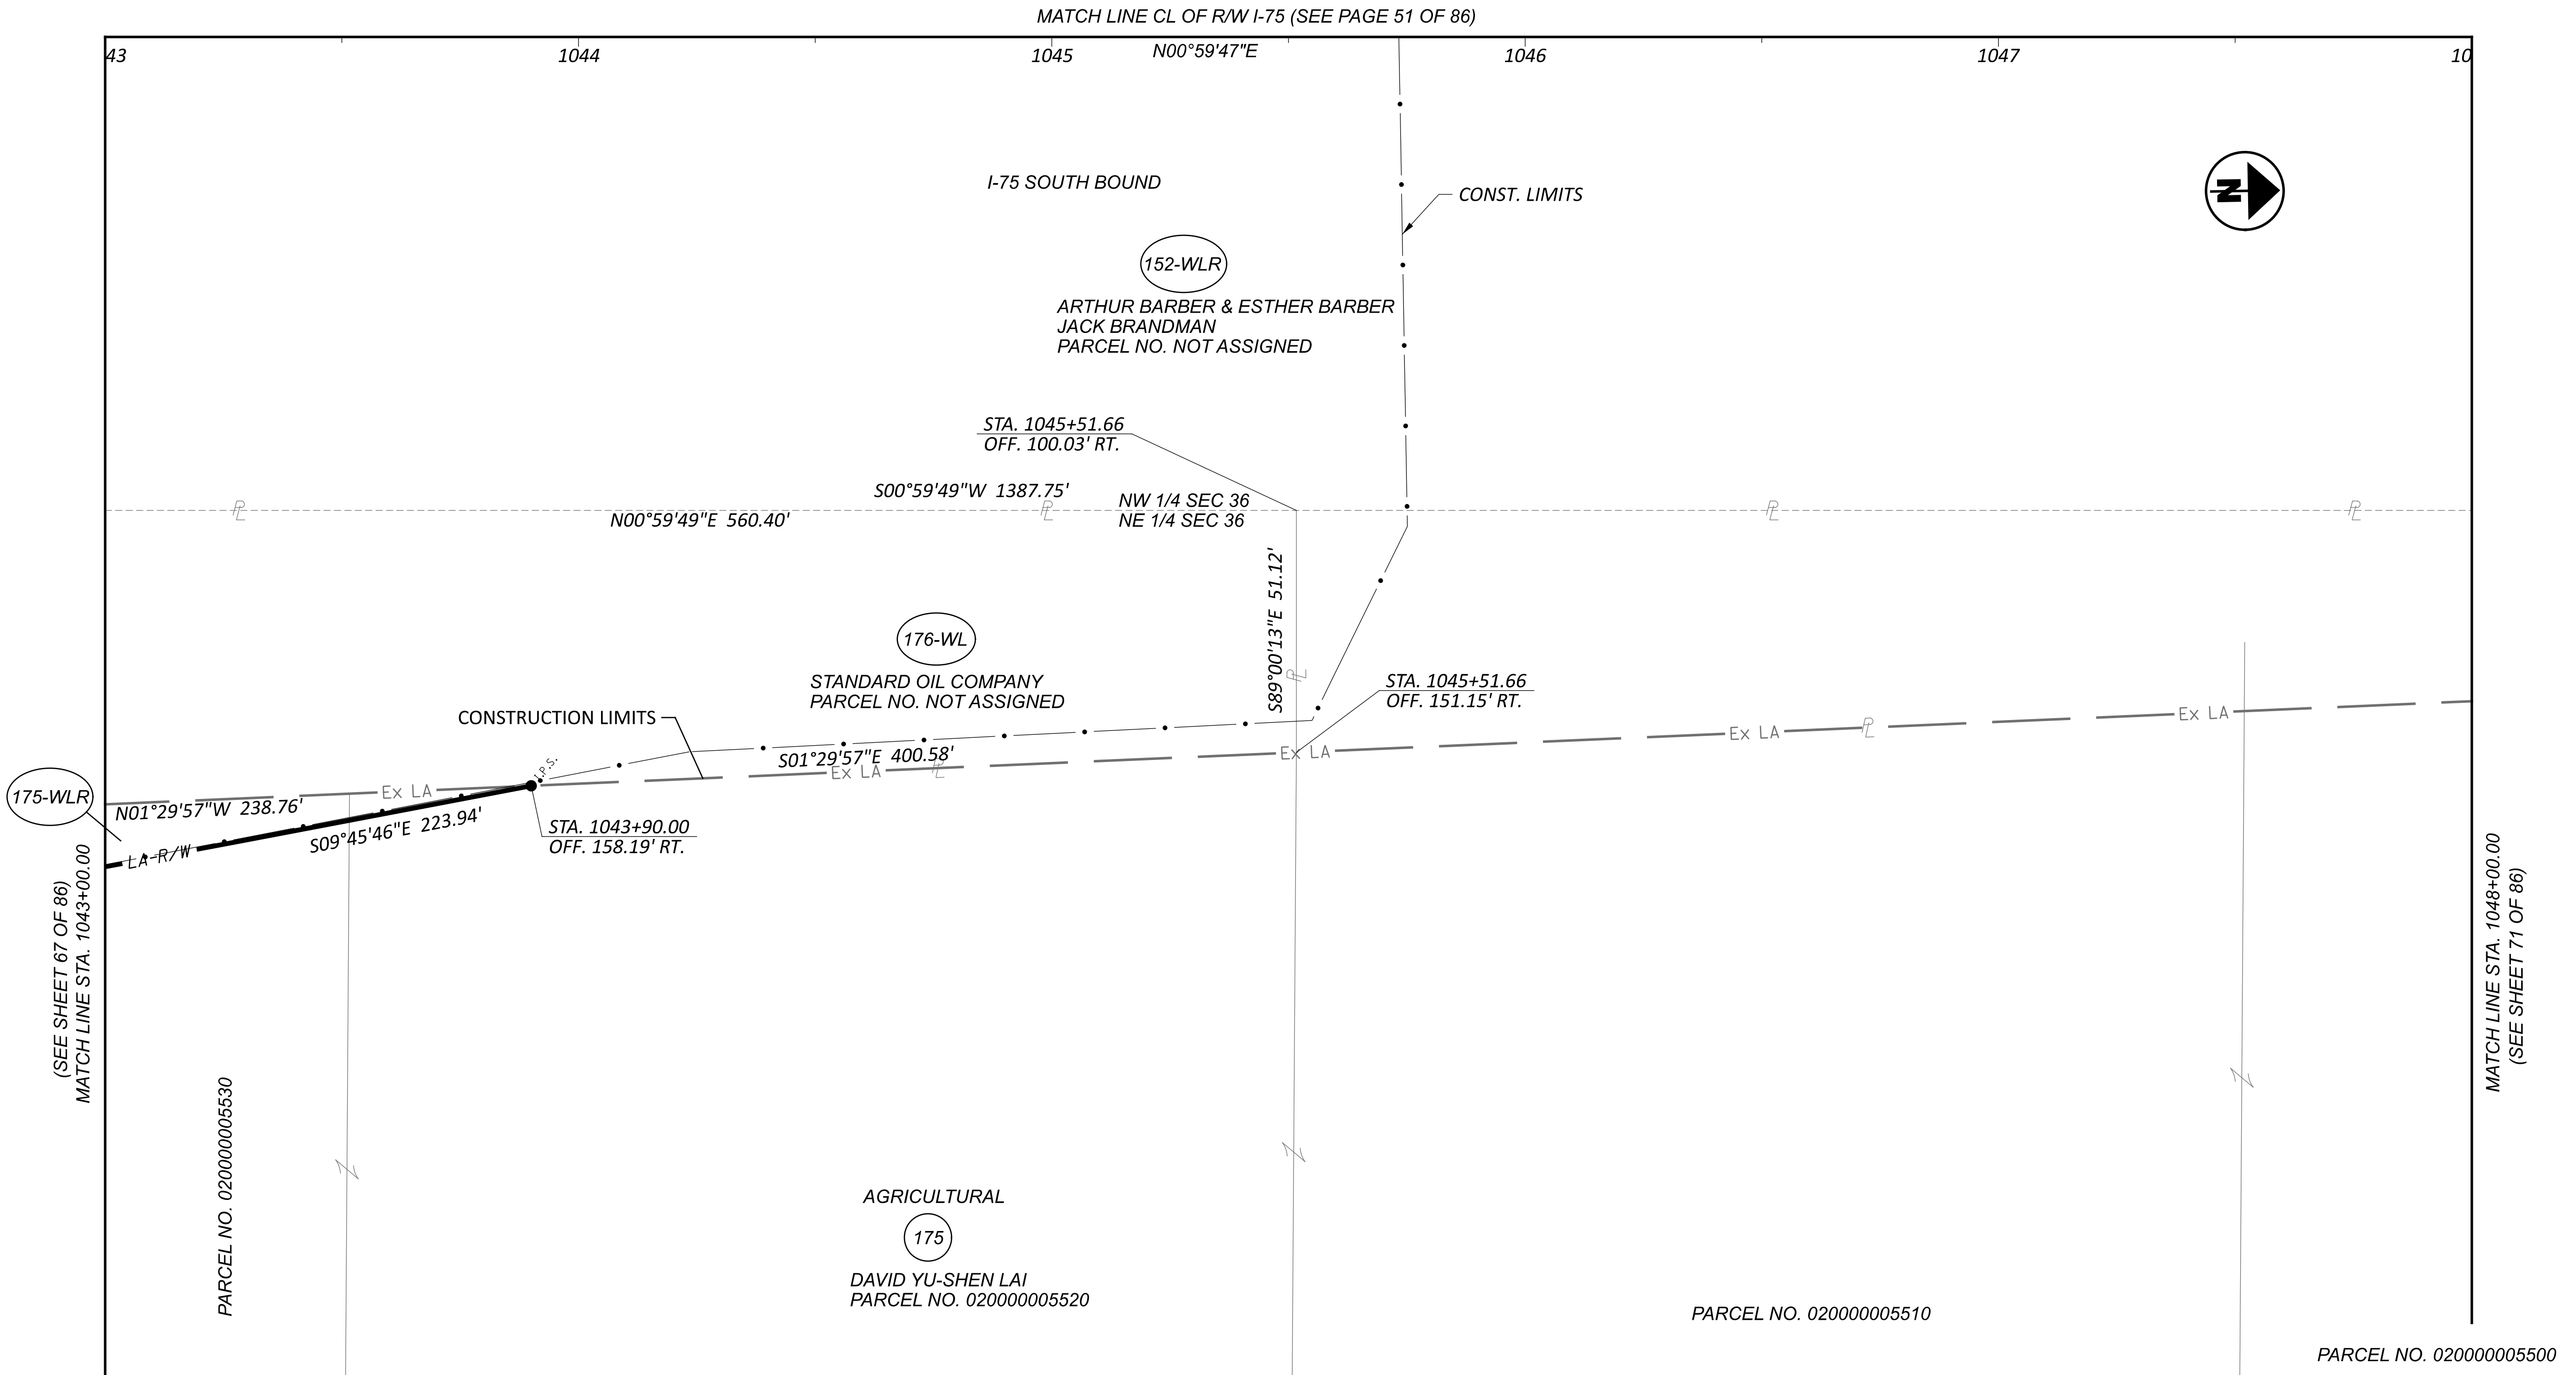 MATCH LINE CL OF R/W I-75 (SEE PAGE 51 OF 86)
43
1044
1045
N00°59'47"E
1046
1047
10
I-75 SOUTH BOUND
CONST. LIMITS
N
152-WLR
ARTHUR BARBER & ESTHER BARBER
JACK BRANDMAN
PARCEL NO. NOT ASSIGNED
STA. 1045+51.66
OFF. 100.03' RT.
S00°59'49"W 1387.75'
N00°59'49"E 560.40'
NW 1/4 SEC 36
NE 1/4 SEC 36
PL
PL
PL
PL
S89°00'13"E 51.12'
PL
176-WL
STANDARD OIL COMPANY
PARCEL NO. NOT ASSIGNED
STA. 1045+51.66
OFF. 151.15' RT.
CONSTRUCTION LIMITS
S01°29'57"E 400.58'
Ex LA
Ex LA
PL
Ex LA
Ex LA
PL
Ex LA
I.P.S.
175-WLR
N01°29'57"W 238.76'
S09°45'46"E 223.94'
LA-R/W
STA. 1043+90.00
OFF. 158.19' RT.
(SEE SHEET 67 OF 86)
MATCH LINE STA. 1043+00.00
MATCH LINE STA. 1048+00.00
(SEE SHEET 71 OF 86)
PARCEL NO. 020000005530
AGRICULTURAL
175
DAVID YU-SHEN LAI
PARCEL NO. 020000005520
PARCEL NO. 020000005510
PARCEL NO. 020000005500